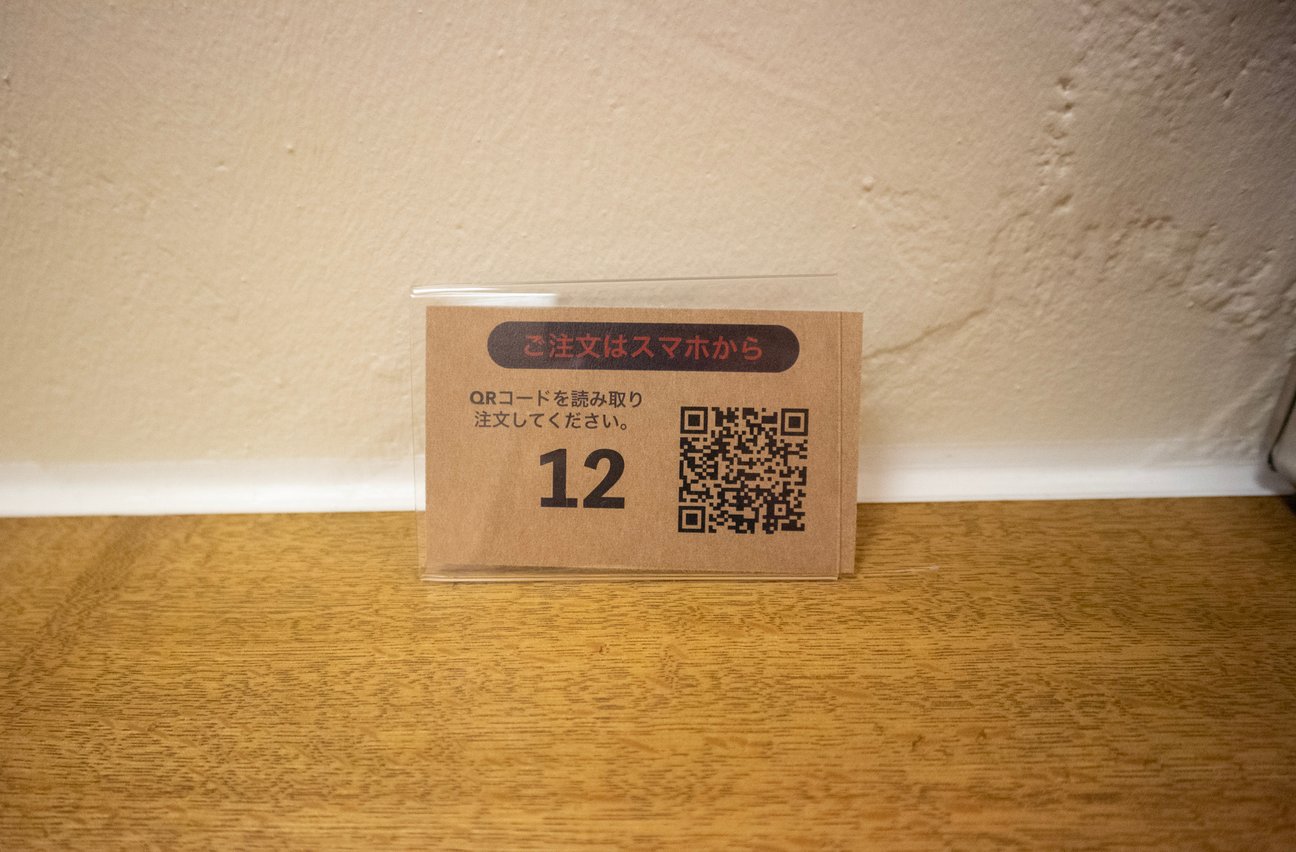 ご注文はスマホから
QRコードを読み取り
注文してください。
12